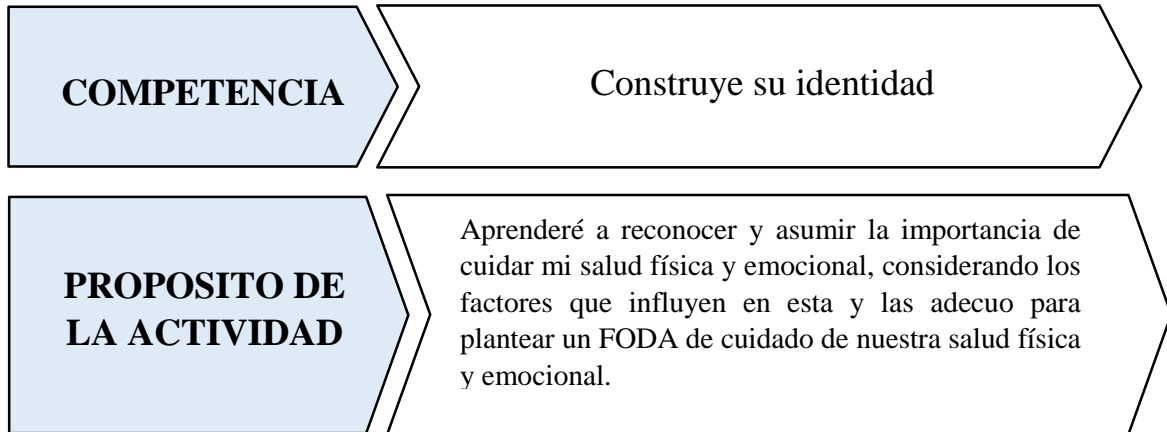 COMPETENCIA
Construye su identidad
PROPOSITO DE
LA ACTIVIDAD
Aprenderé a reconocer y asumir la importancia de
cuidar mi salud física y emocional, considerando los
factores que influyen en esta y las adecuo para
plantear un FODA de cuidado de nuestra salud física
y emocional.